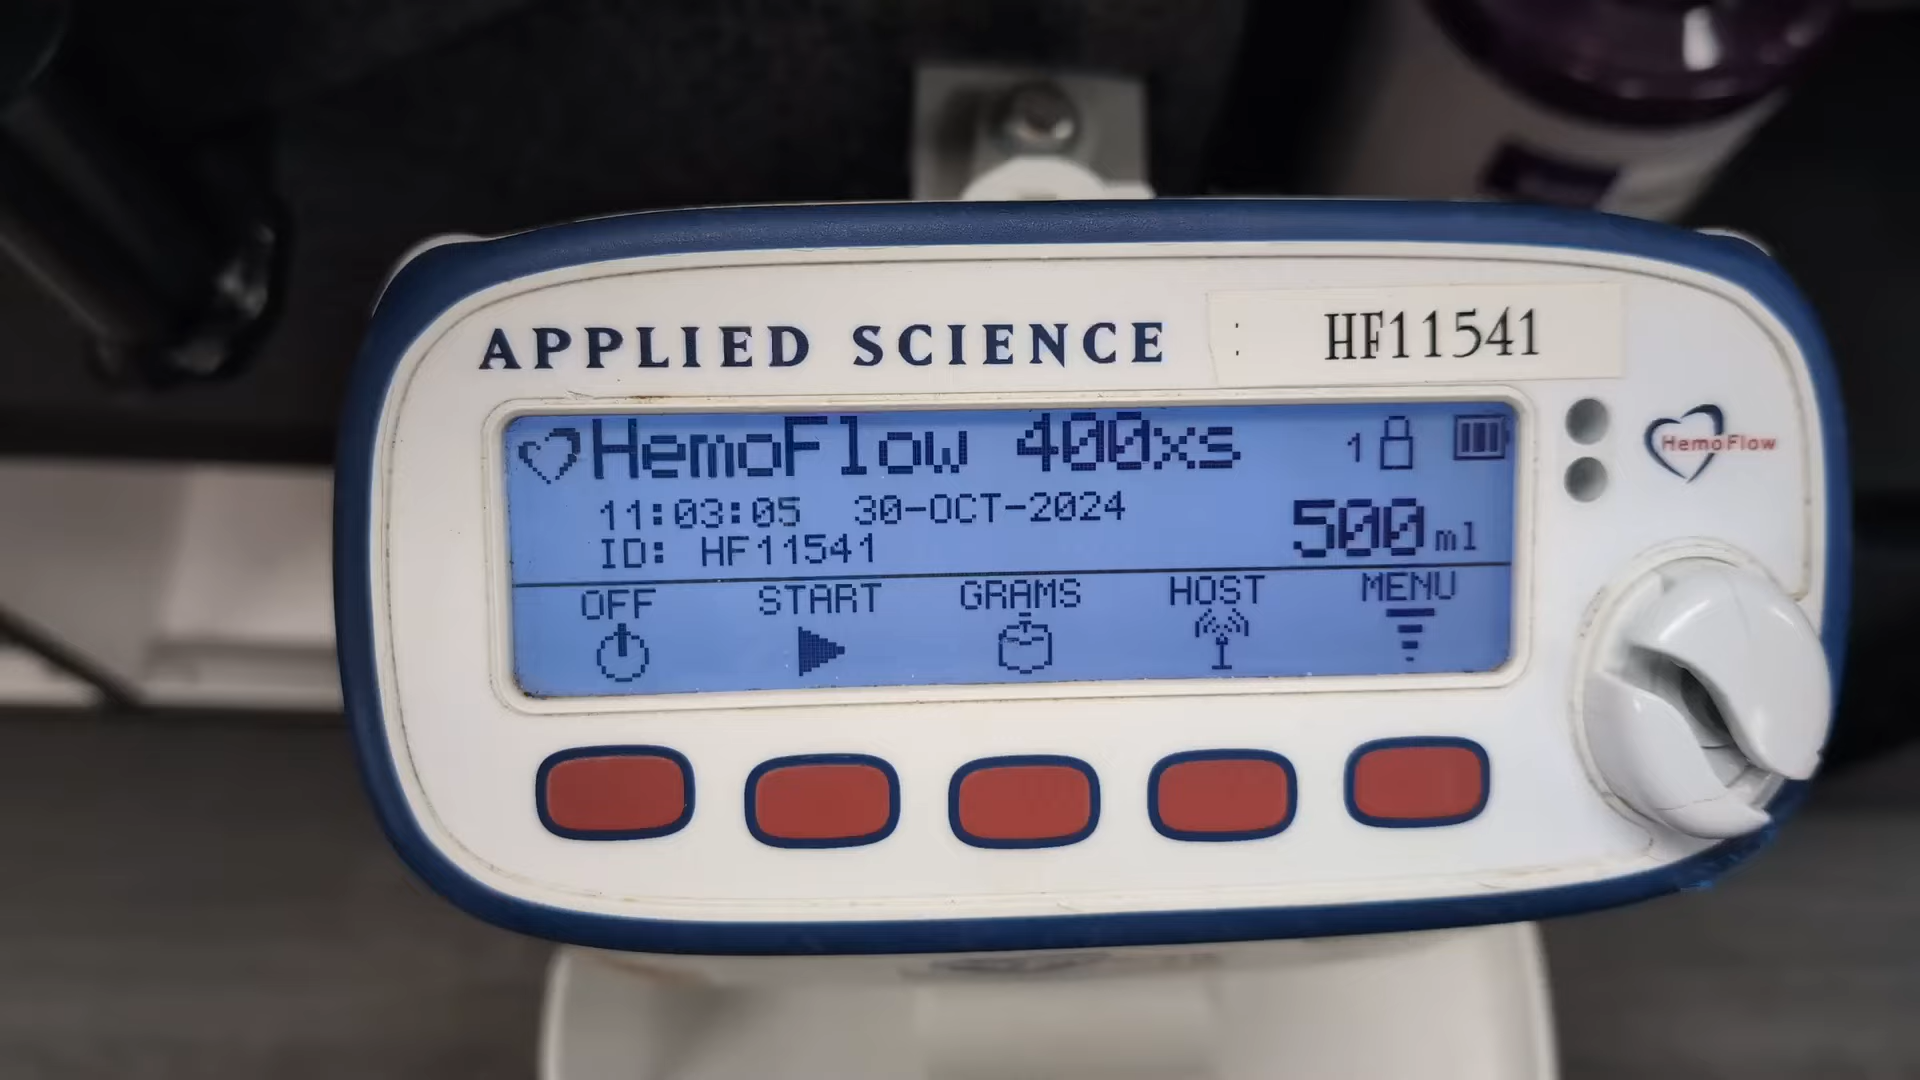 APPLIED SCIENCE
: HF11541
HemoFlow 400xs 1
HemoFlow
11:03:05 30-OCT-2024
500 ml
ID: HF11541
OFF START GRAMS HOST MENU